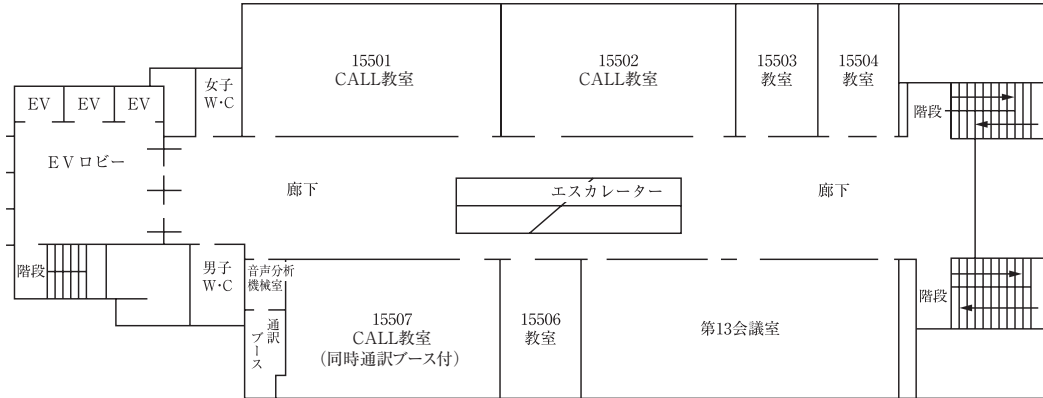 15501
CALL教室
15502
CALL教室
15503
教室
15504
教室
女子
W・C
EV
EV
EV
階段
EVロビー
廊下
エスカレーター
廊下
階段
男子
W・C
音声分析
機械室
通訳
ブース
15507
CALL教室
（同時通訳ブース付）
15506
教室
第13会議室
階段